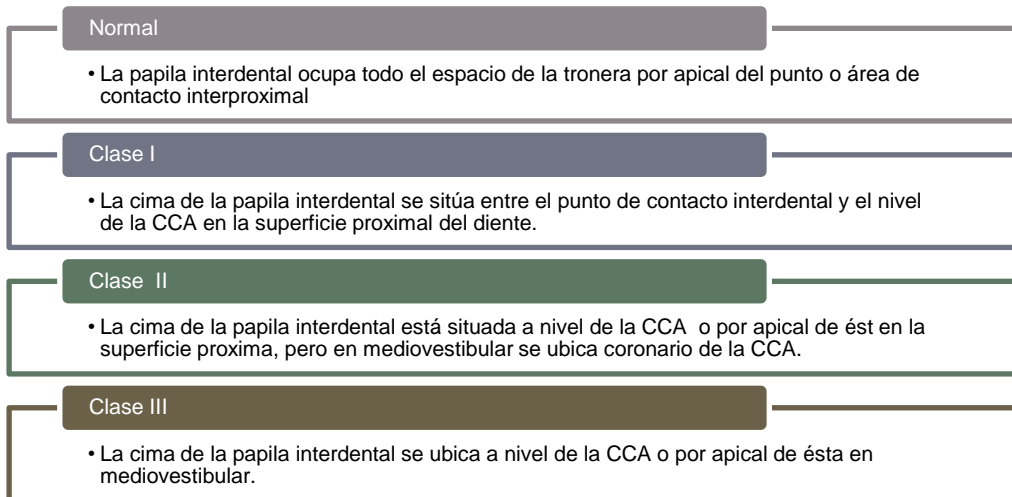 Normal
• La papila interdental ocupa todo el espacio de la tronera por apical del punto o área de
contacto interproximal
Clase I
• La cima de la papila interdental se sitúa entre el punto de contacto interdental y el nivel
de la CCA en la superficie proximal del diente.
Clase  II
• La cima de la papila interdental está situada a nivel de la CCA  o por apical de ést en la
superficie proxima, pero en mediovestibular se ubica coronario de la CCA.
Clase III
• La cima de la papila interdental se ubica a nivel de la CCA o por apical de ésta en
mediovestibular.